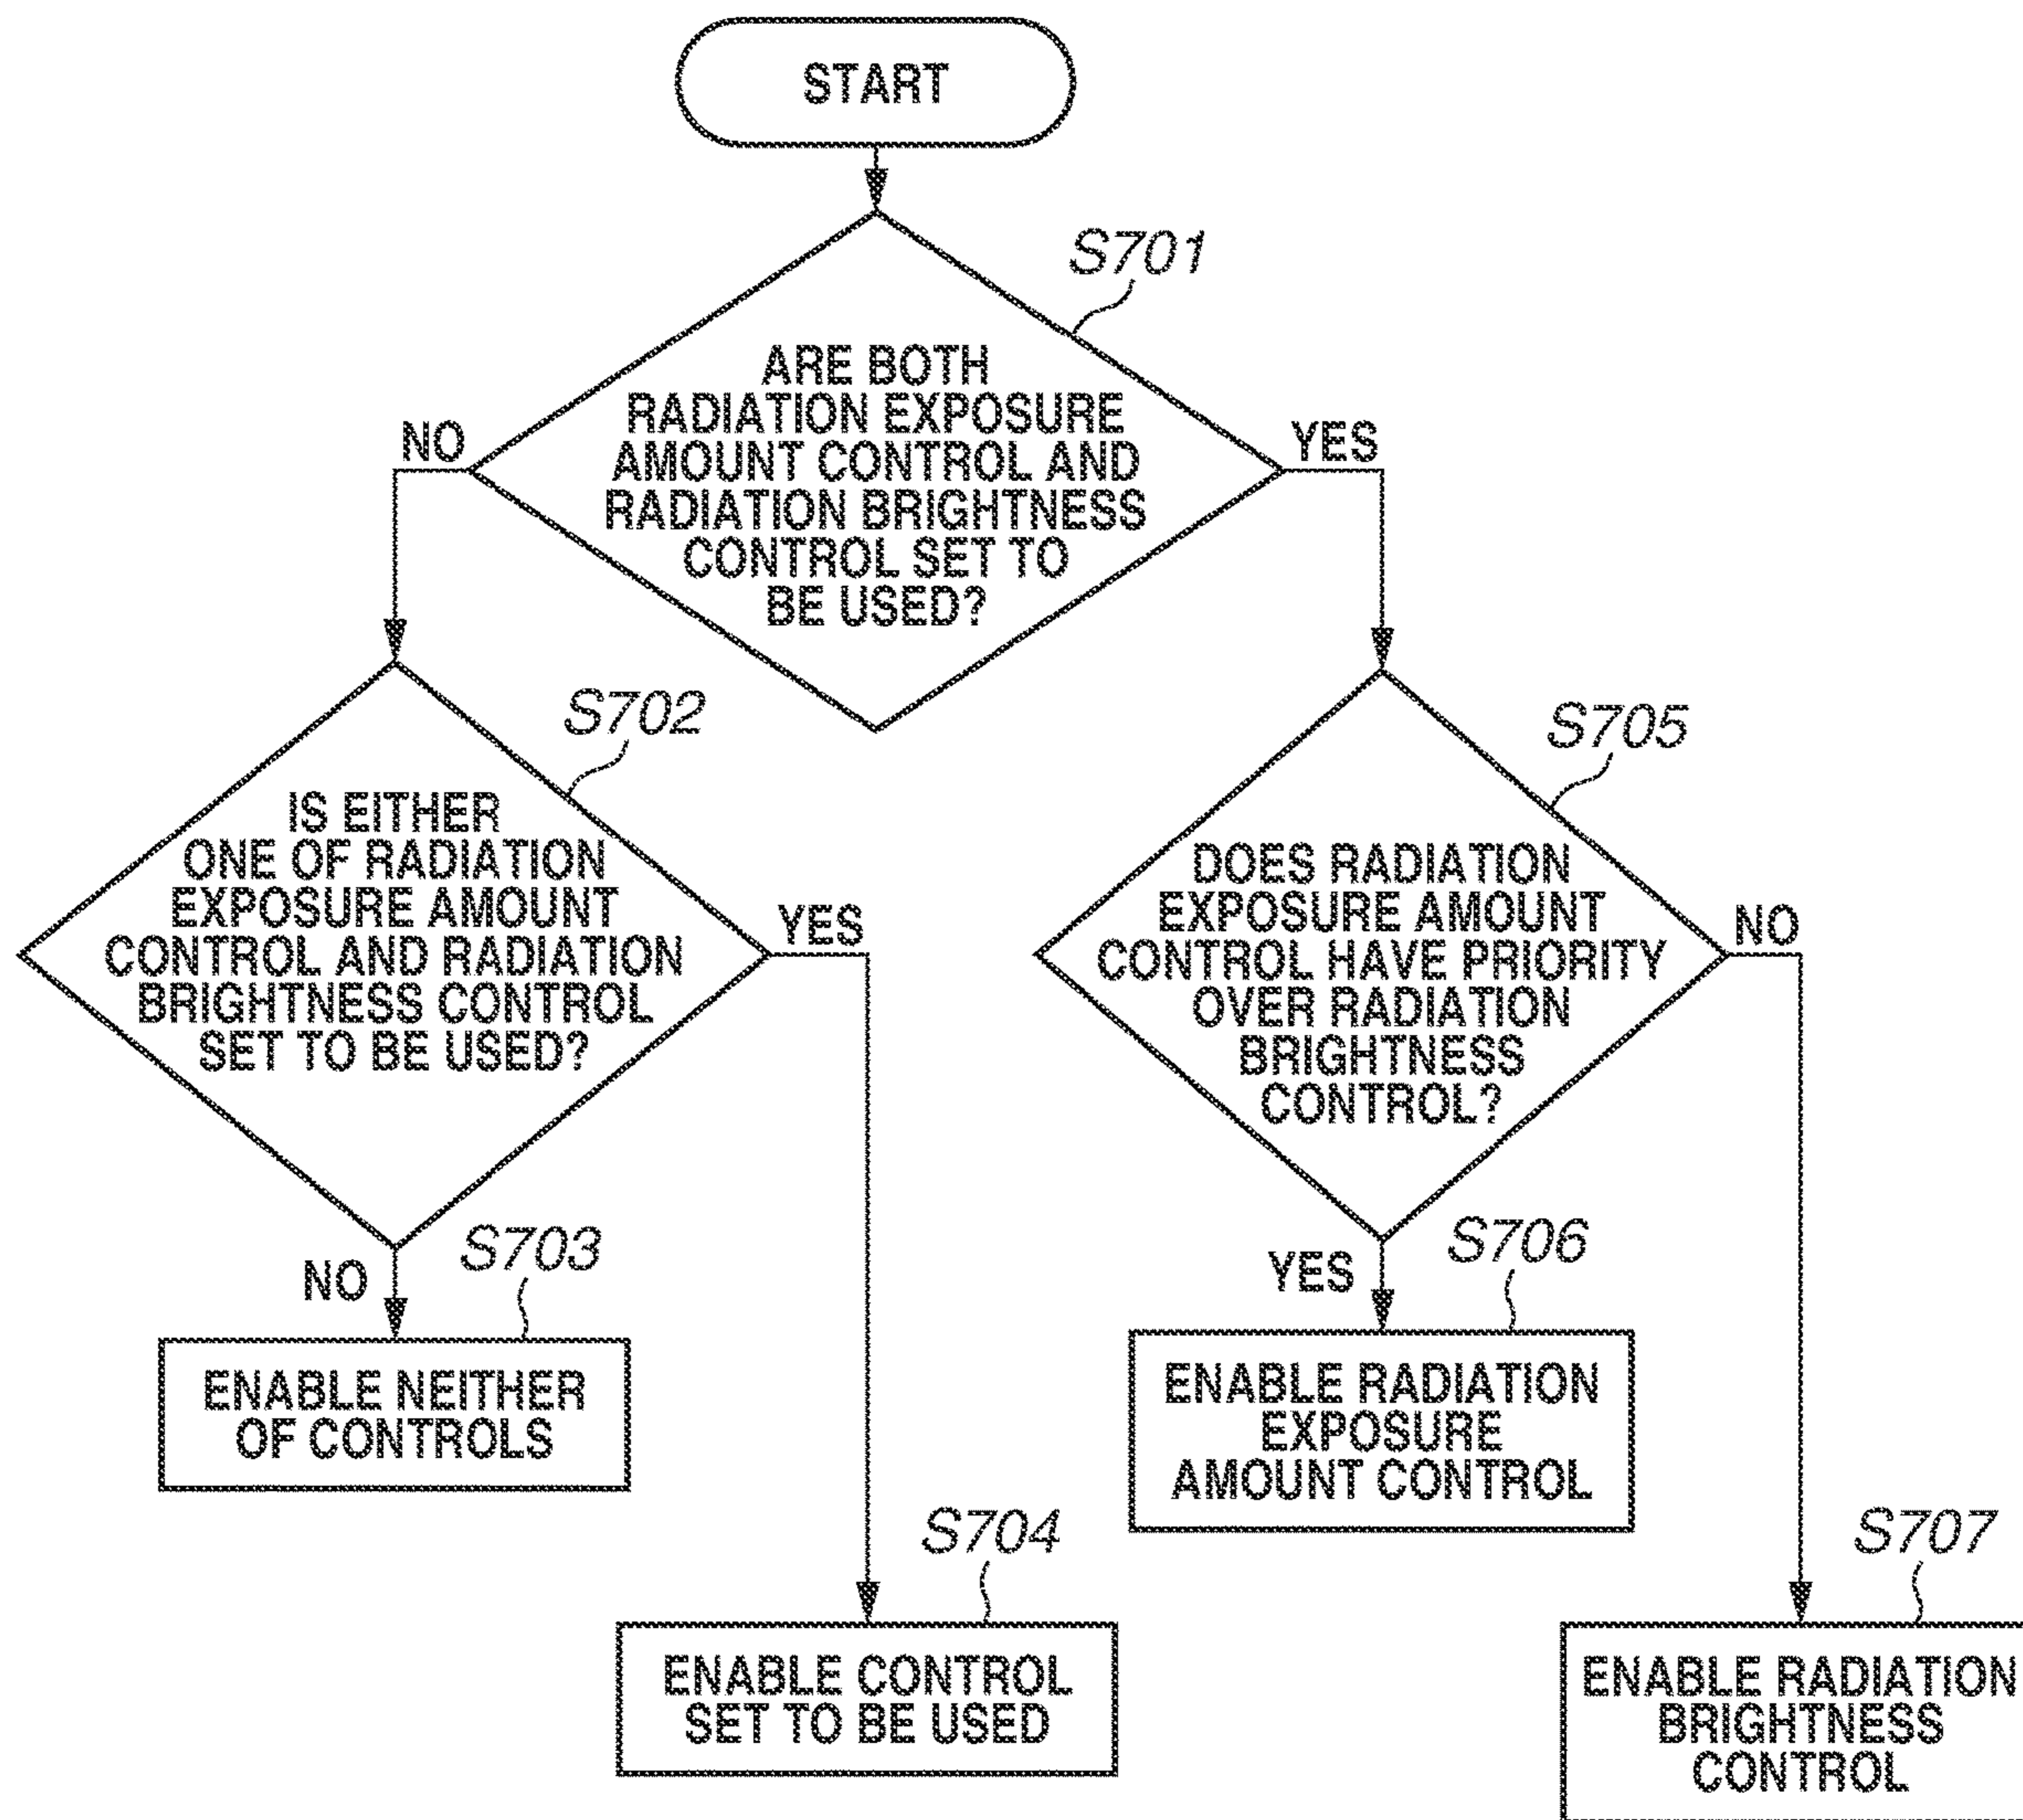 START
S701
ARE BOTH
RADIATION EXPOSURE
AMOUNT CONTROL AND
RADIATION BRIGHTNESS
CONTROL SET TO
BE USED?
NO
YES
S702
IS EITHER
ONE OF RADIATION
EXPOSURE AMOUNT
CONTROL AND RADIATION
BRIGHTNESS CONTROL
SET TO BE USED?
YES
NO
S703
ENABLE NEITHER
OF CONTROLS
S704
ENABLE CONTROL
SET TO BE USED
S705
DOES RADIATION
EXPOSURE AMOUNT
CONTROL HAVE PRIORITY
OVER RADIATION
BRIGHTNESS
CONTROL?
NO
YES
S706
ENABLE RADIATION
EXPOSURE
AMOUNT CONTROL
S707
ENABLE RADIATION
BRIGHTNESS
CONTROL